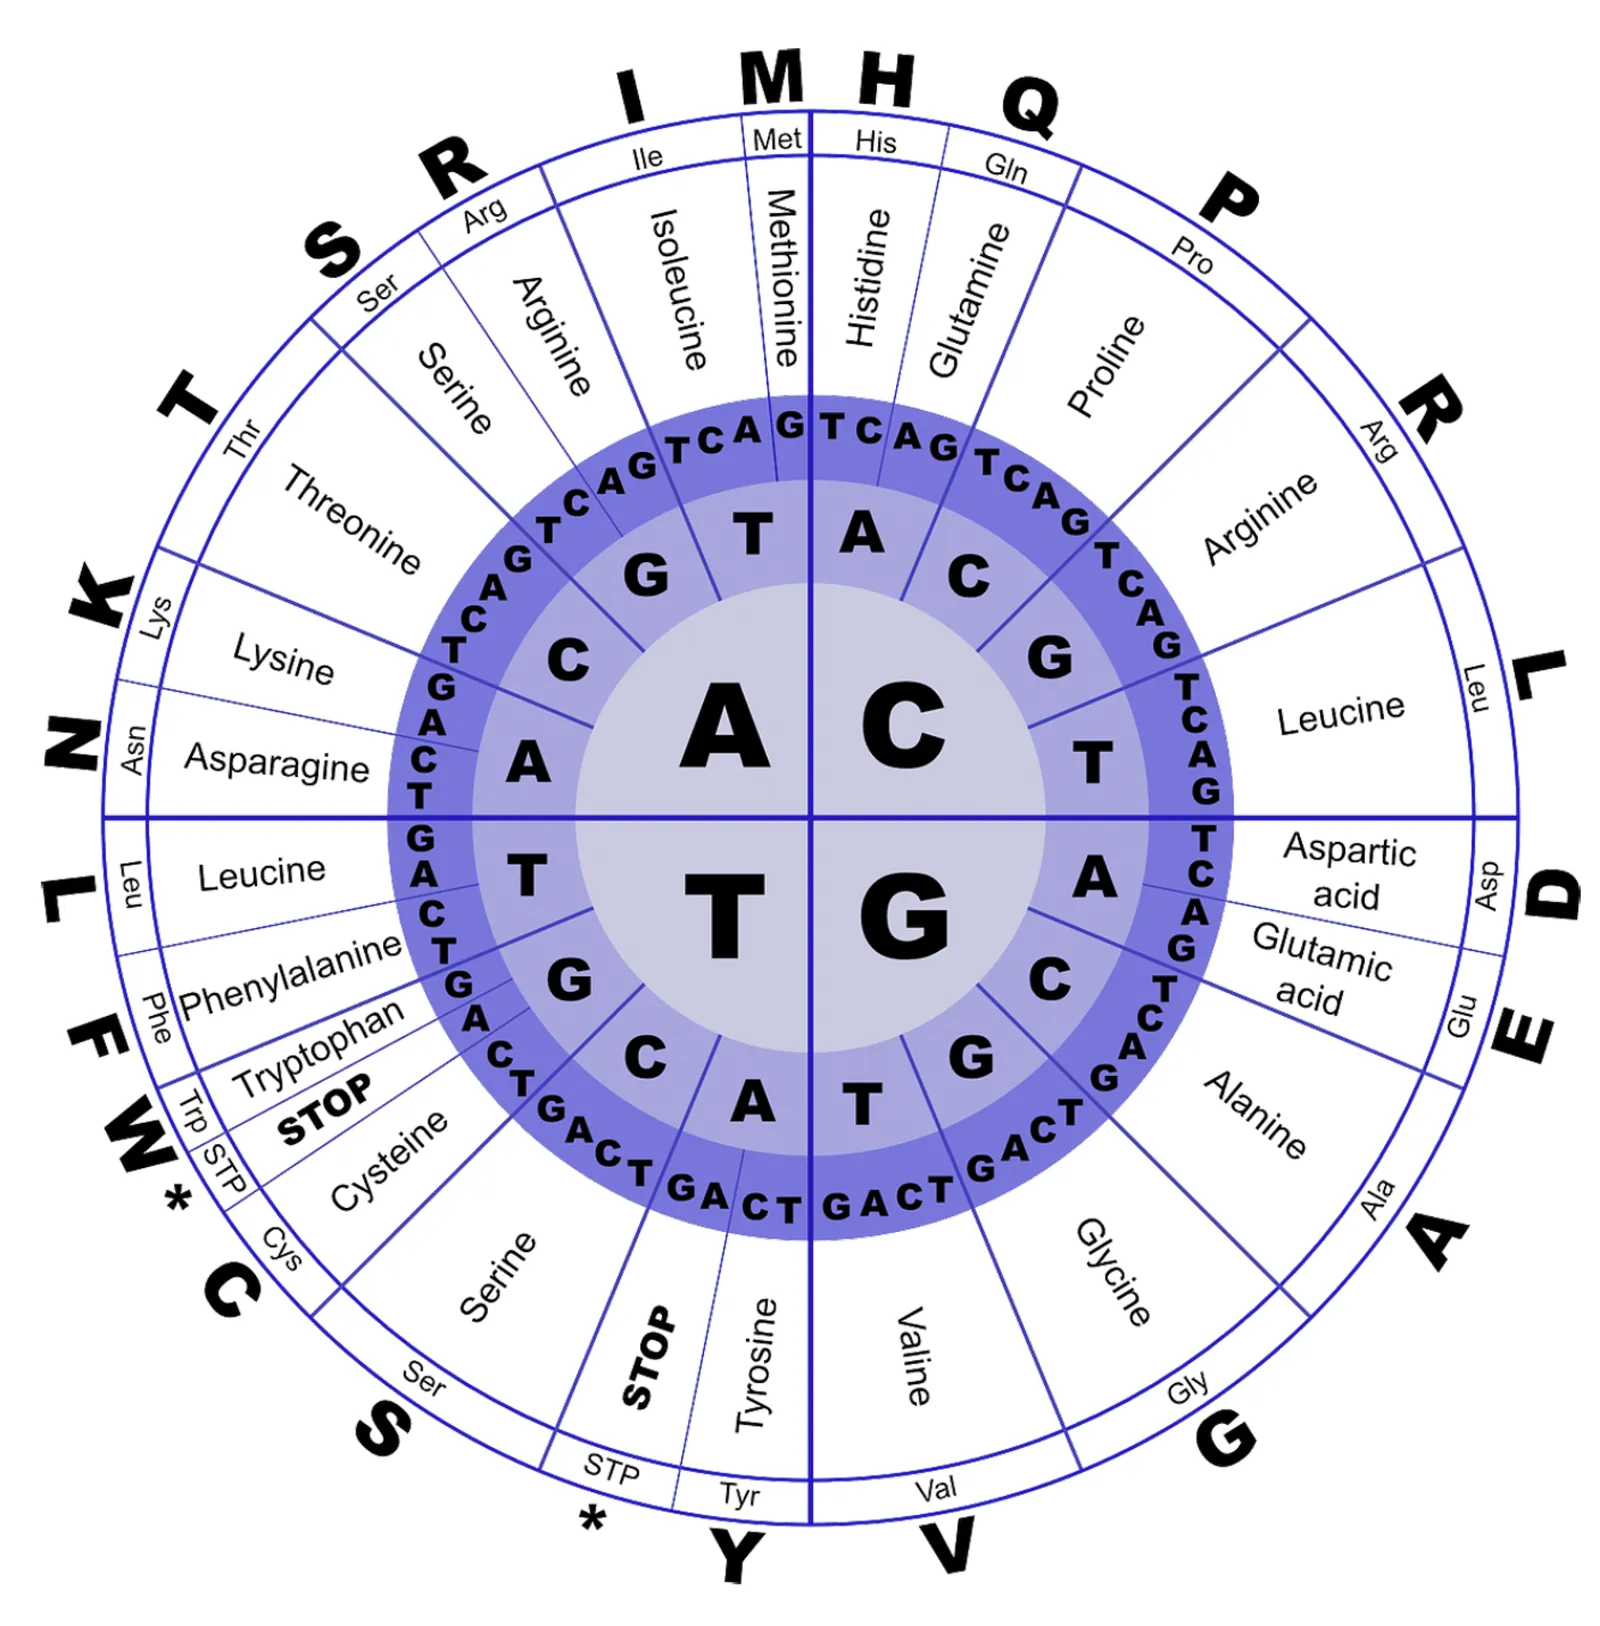 H
Q
P
R
L
D
E
A
G
V
Y
*
S
C
*
W
F
L
N
K
T
S
R
I
M
His
Gln
Pro
Arg
Leu
Asp
Glu
Ala
Gly
Val
Tyr
STP
Ser
Cys
STP
Trp
Phe
Leu
Asn
Lys
Thr
Ser
Arg
Ile
Met
Histidine
Glutamine
Proline
Arginine
Leucine
Aspartic
acid
Glutamic
acid
Alanine
Glycine
Valine
Tyrosine
STOP
Serine
Cysteine
STOP
Tryptophan
Phenylalanine
Leucine
Asparagine
Lysine
Threonine
Serine
Arginine
Isoleucine
Methionine
T C A G T C A G T C A G T C A G
T C A G T C A G T C A G T C A G
T C A G T C A G T C A G T C A G
T C A G T C A G T C A G T C A G
A C G T
A C G T
A C G T
A C G T
A C
T G